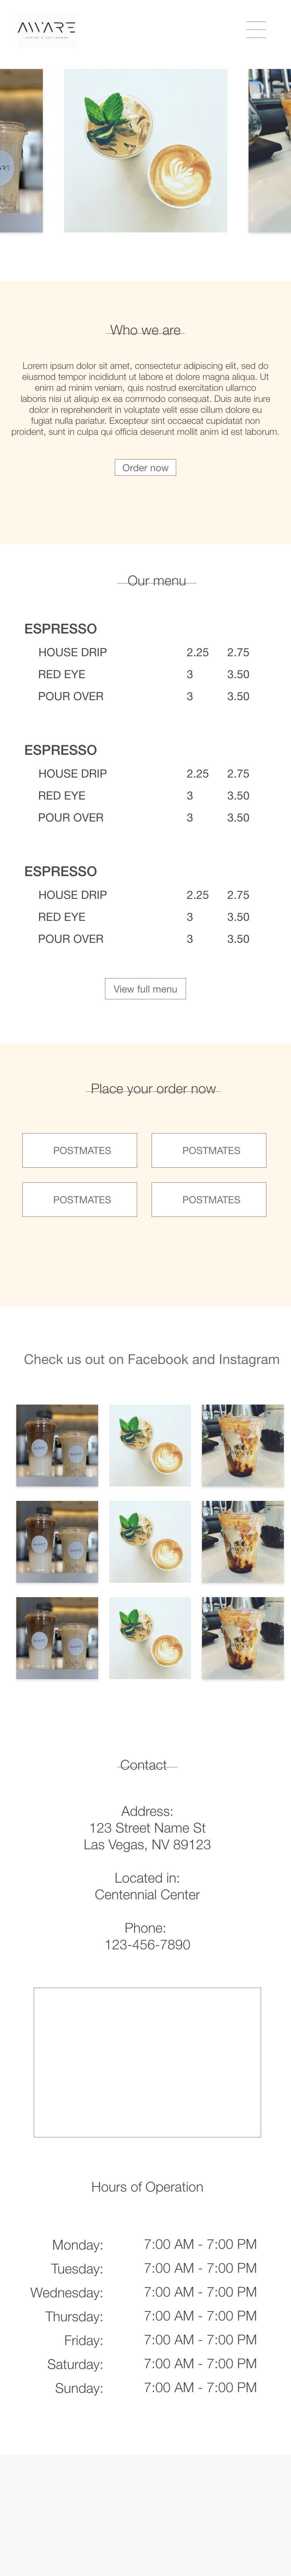 AWARE
Who we are
Lorem ipsum dolor sit amet, consectetur adipiscing elit, sed do
eiusmod tempor incididunt ut labore et dolore magna aliqua. Ut
enim ad minim veniam, quis nostrud exercitation ullamco
laboris nisi ut aliquip ex ea commodo consequat. Duis aute irure
dolor in reprehenderit in voluptate velit esse cillum dolore eu
fugiat nulla pariatur. Excepteur sint occaecat cupidatat non
proident, sunt in culpa qui officia deserunt mollit anim id est laborum.
Order now
Our menu
ESPRESSO
HOUSE DRIP 2.25 2.75
RED EYE 3 3.50
POUR OVER 3 3.50
ESPRESSO
HOUSE DRIP 2.25 2.75
RED EYE 3 3.50
POUR OVER 3 3.50
ESPRESSO
HOUSE DRIP 2.25 2.75
RED EYE 3 3.50
POUR OVER 3 3.50
View full menu
Place your order now
POSTMATES POSTMATES
POSTMATES POSTMATES
Check us out on Facebook and Instagram
Contact
Address:
123 Street Name St
Las Vegas, NV 89123
Located in:
Centennial Center
Phone:
123-456-7890
Hours of Operation
Monday: 7:00 AM - 7:00 PM
Tuesday: 7:00 AM - 7:00 PM
Wednesday: 7:00 AM - 7:00 PM
Thursday: 7:00 AM - 7:00 PM
Friday: 7:00 AM - 7:00 PM
Saturday: 7:00 AM - 7:00 PM
Sunday: 7:00 AM - 7:00 PM